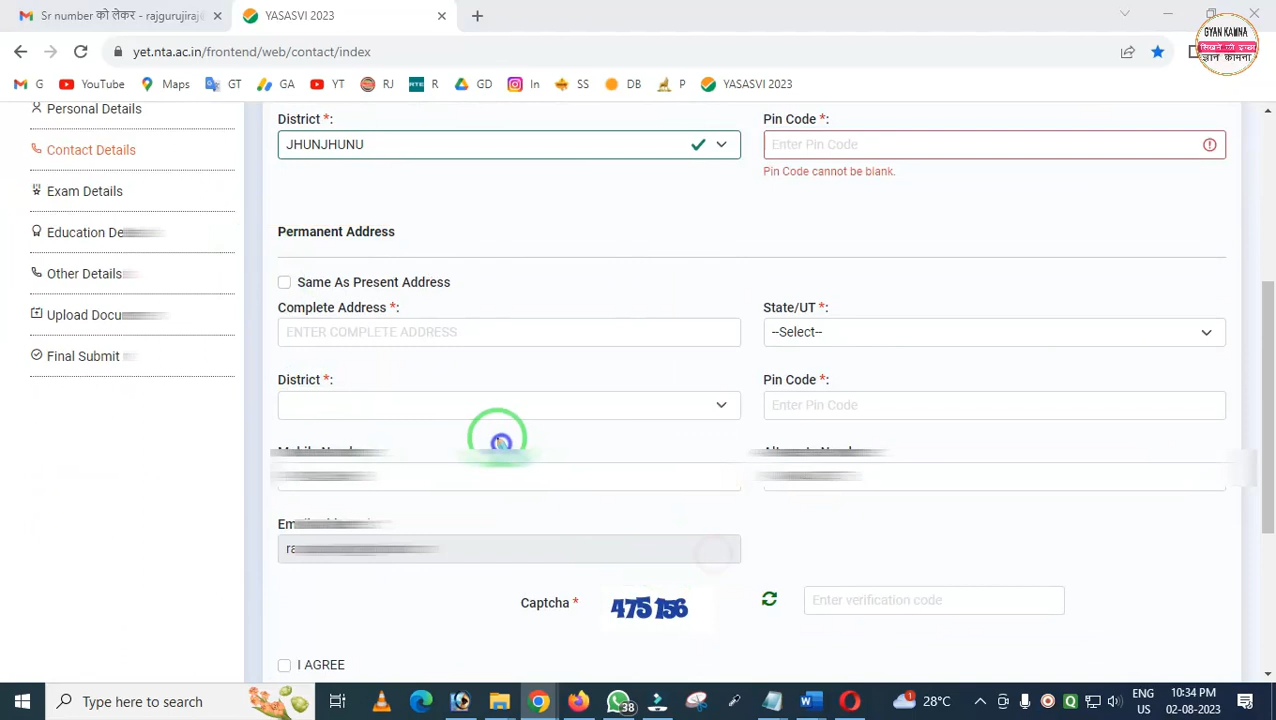 Sr number को लेकर - rajgurujiraj@
YASASVI 2023
yet.nta.ac.in/frontend/web/contact/index
GYAN KAMNA
ज्ञान कामना
G YouTube Maps GT GA YT RJ R GD In SS DB P YASASVI 2023
Personal Details
Contact Details
Exam Details
Education De
Other Details
Upload Docu
Final Submit
District *: Pin Code *:
JHUNJHUNU Enter Pin Code
Pin Code cannot be blank.
Permanent Address
Same As Present Address
Complete Address *: State/UT *:
ENTER COMPLETE ADDRESS --Select--
District *: Pin Code *:
Enter Pin Code
ra
Captcha * 475156 Enter verification code
I AGREE
Type here to search
38
28°C
ENG
US
10:34 PM
02-08-2023